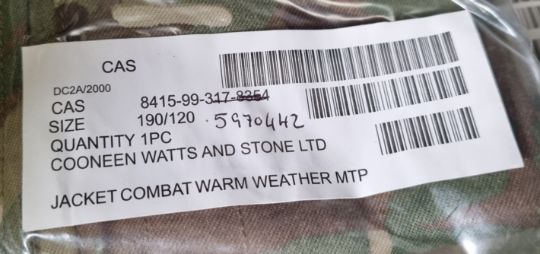 CAS
DC2A/2000
CAS 8415-99-317-8354
SIZE 190/120 . 5970442
QUANTITY 1PC
COONEEN WATTS AND STONE LTD
JACKET COMBAT WARM WEATHER MTP